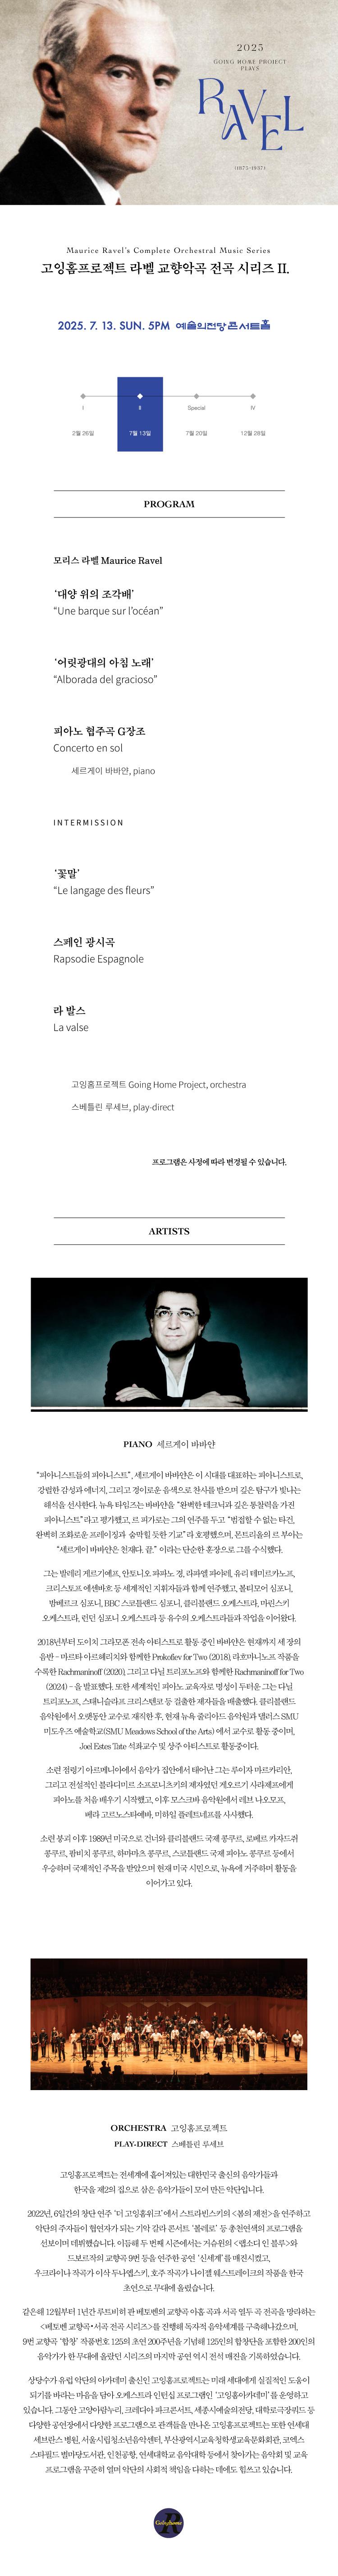 2025
GOING HOME PROJECT
PLAYS
RAVEL
(1875-1937)
Maurice Ravel's Complete Orchestral Music Series
고잉홈프로젝트 라벨 교향악곡 전곡 시리즈 II.
2025. 7. 13. SUN. 5PM 예술의전당 콘서트홀
I
II
Special
IV
2월 26일
7월 13일
7월 20일
12월 28일
PROGRAM
모리스 라벨 Maurice Ravel
‘대양 위의 조각배’
“Une barque sur l’océan”
‘어릿광대의 아침 노래’
“Alborada del gracioso”
피아노 협주곡 G장조
Concerto en sol
세르게이 바바얀, piano
INTERMISSION
‘꽃말’
“Le langage des fleurs”
스페인 광시곡
Rapsodie Espagnole
라 발스
La valse
고잉홈프로젝트 Going Home Project, orchestra
스베틀린 루세브, play-direct
프로그램은 사정에 따라 변경될 수 있습니다.
ARTISTS
PIANO 세르게이 바바얀
“피아니스트들의 피아니스트”, 세르게이 바바얀은 이 시대를 대표하는 피아니스트로,
강렬한 감성과 에너지, 그리고 경이로운 음색으로 찬사를 받으며 깊은 탐구가 빛나는
해석을 선사한다. 뉴욕 타임즈는 바바얀을 “완벽한 테크닉과 깊은 통찰력을 가진
피아니스트”라고 평가했고, 르 피가로는 그의 연주를 두고 “범접할 수 없는 타건,
완벽히 조화로운 프레이징과 숨막힐 듯한 기교”라 호평했으며, 몬트리올의 르 부아는
“세르게이 바바얀은 천재다. 끝.” 이라는 단순한 훈장으로 그를 수식했다.
그는 발레리 게르기예프, 안토니오 파파노 경, 라파엘 파야레, 유리 테미르카노프,
크리스토프 에센바흐 등 세계적인 지휘자들과 함께 연주했고, 볼티모어 심포니,
밤베르크 심포니, BBC 스코틀랜드 심포니, 클리블랜드 오케스트라, 마린스키
오케스트라, 런던 심포니 오케스트라 등 유수의 오케스트라들과 작업을 이어왔다.
2018년부터 도이치 그라모폰 전속 아티스트로 활동 중인 바바얀은 현재까지 세 장의
음반 – 마르타 아르헤리치와 함께한 Prokofiev for Two (2018), 라흐마니노프 작품을
수록한 Rachmaninoff (2020), 그리고 다닐 트리포노프와 함께한 Rachmaninoff for Two
(2024) – 을 발표했다. 또한 세계적인 피아노 교육자로 명성이 두터운 그는 다닐
트리포노프, 스태니슬라프 크리스텐코 등 걸출한 제자들을 배출했다. 클리블랜드
음악원에서 오랫동안 교수로 재직한 후, 현재 뉴욕 줄리아드 음악원과 댈러스 SMU
미도우즈 예술학교(SMU Meadows School of the Arts) 에서 교수로 활동 중이며,
Joel Estes Tate 석좌교수 및 상주 아티스트로 활동중이다.
소련 점령기 아르메니아에서 음악가 집안에서 태어난 그는 루이자 마르카리안,
그리고 전설적인 블라디미르 소프로니츠키의 제자였던 게오르기 사라제프에게
피아노를 처음 배우기 시작했고, 이후 모스크바 음악원에서 레브 나오모프,
베라 고르노스타예바, 미하일 플레트네프를 사사했다.
소련 붕괴 이후 1989년 미국으로 건너와 클리블랜드 국제 콩쿠르, 로베르 카자드쥐
콩쿠르, 팜비치 콩쿠르, 하마마츠 콩쿠르, 스코틀랜드 국제 피아노 콩쿠르 등에서
우승하며 국제적인 주목을 받았으며 현재 미국 시민으로, 뉴욕에 거주하며 활동을
이어가고 있다.
ORCHESTRA 고잉홈프로젝트
PLAY-DIRECT 스베틀린 루세브
고잉홈프로젝트는 전세계에 흩어져있는 대한민국 출신의 음악가들과
한국을 제2의 집으로 삼은 음악가들이 모여 만든 악단입니다.
2022년, 6일간의 창단 연주 ‘더 고잉홈위크’에서 스트라빈스키의 <봄의 제전>을 연주하고
악단의 주자들이 협연자가 되는 기악 갈라 콘서트 ‘볼레로’ 등 총천연색의 프로그램을
선보이며 데뷔했습니다. 이듬해 두 번째 시즌에서는 거슈윈의 <랩소디 인 블루>와
드보르작의 교향곡 9번 등을 연주한 공연 ‘신세계’를 매진시켰고,
우크라이나 작곡가 이삭 두나옙스키, 호주 작곡가 나이젤 웨스트레이크의 작품을 한국
초연으로 무대에 올렸습니다.
같은해 12월부터 1년간 루트비히 판 베토벤의 교향곡 아홉 곡과 서곡 열두 곡 전곡을 망라하는
<베토벤 교향곡•서곡 전곡 시리즈>를 진행해 독자적 음악세계를 구축해나갔으며,
9번 교향곡 ‘합창’ 작품번호 125의 초연 200주년을 기념해 125인의 합창단을 포함한 200인의
음악가가 한 무대에 올랐던 시리즈의 마지막 공연 역시 전석 매진을 기록하였습니다.
상당수가 유럽 악단의 아카데미 출신인 고잉홈프로젝트는 미래 세대에게 실질적인 도움이
되기를 바라는 마음을 담아 오케스트라 인턴십 프로그램인 ‘고잉홈아카데미’를 운영하고
있습니다. 그동안 고양아람누리, 크레디아 파크콘서트, 세종시예술의전당, 대학로극장쿼드 등
다양한 공연장에서 다양한 프로그램으로 관객들을 만나온 고잉홈프로젝트는 또한 연세대
세브란스 병원, 서울시립청소년음악센터, 부산광역시교육청학생교육문화회관, 코엑스
스타필드 별마당도서관, 인천공항, 연세대학교 음악대학 등에서 찾아가는 음악회 및 교육
프로그램을 꾸준히 열며 악단의 사회적 책임을 다하는 데에도 힘쓰고 있습니다.
GoingHome